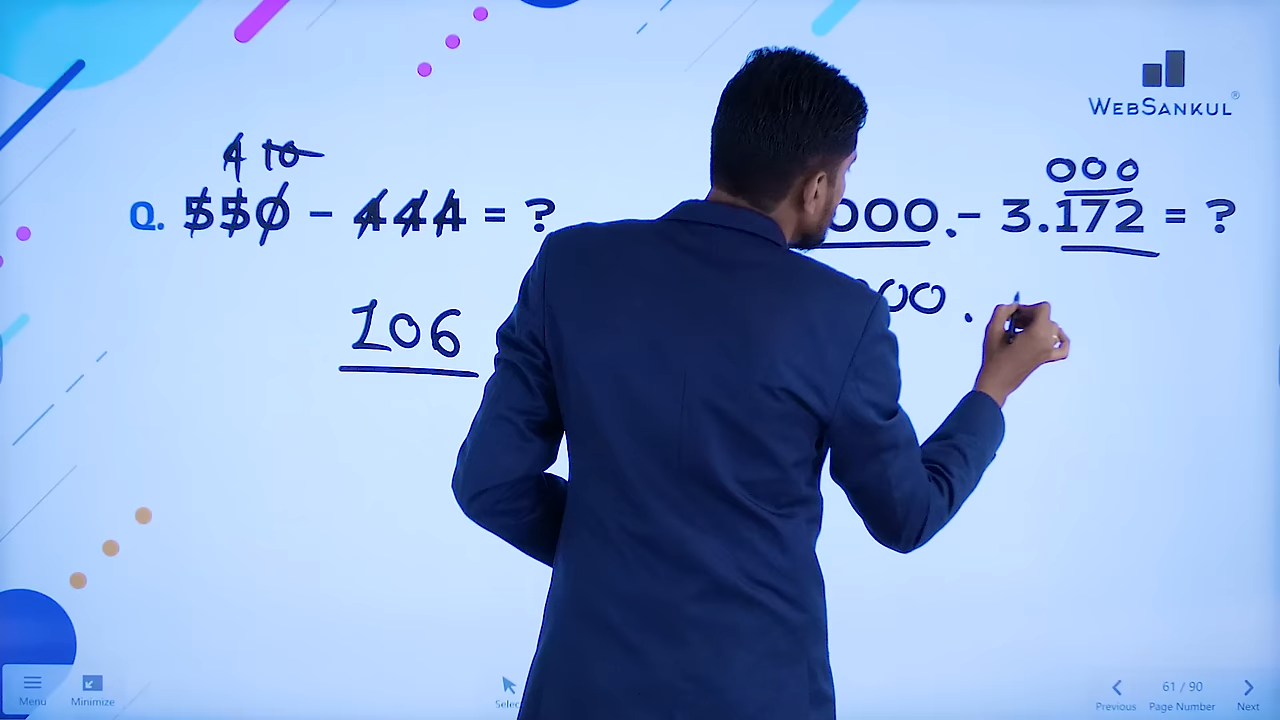 WEBSANKUL®
4 10
000
Q. 550 – 444 = ?
000.– 3.172 = ?
106
00.
Menu
Minimize
61 / 90
Previous
Page Number
Next